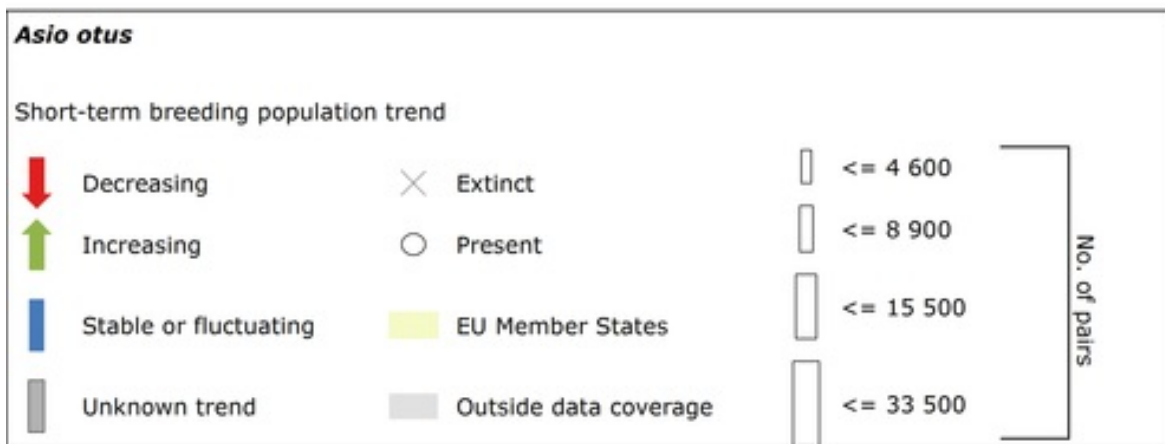 Asio otus
Short-term breeding population trend
Decreasing
Extinct
<= 4 600
Increasing
Present
<= 8 900
Stable or fluctuating
EU Member States
<= 15 500
Unknown trend
Outside data coverage
<= 33 500
No. of pairs